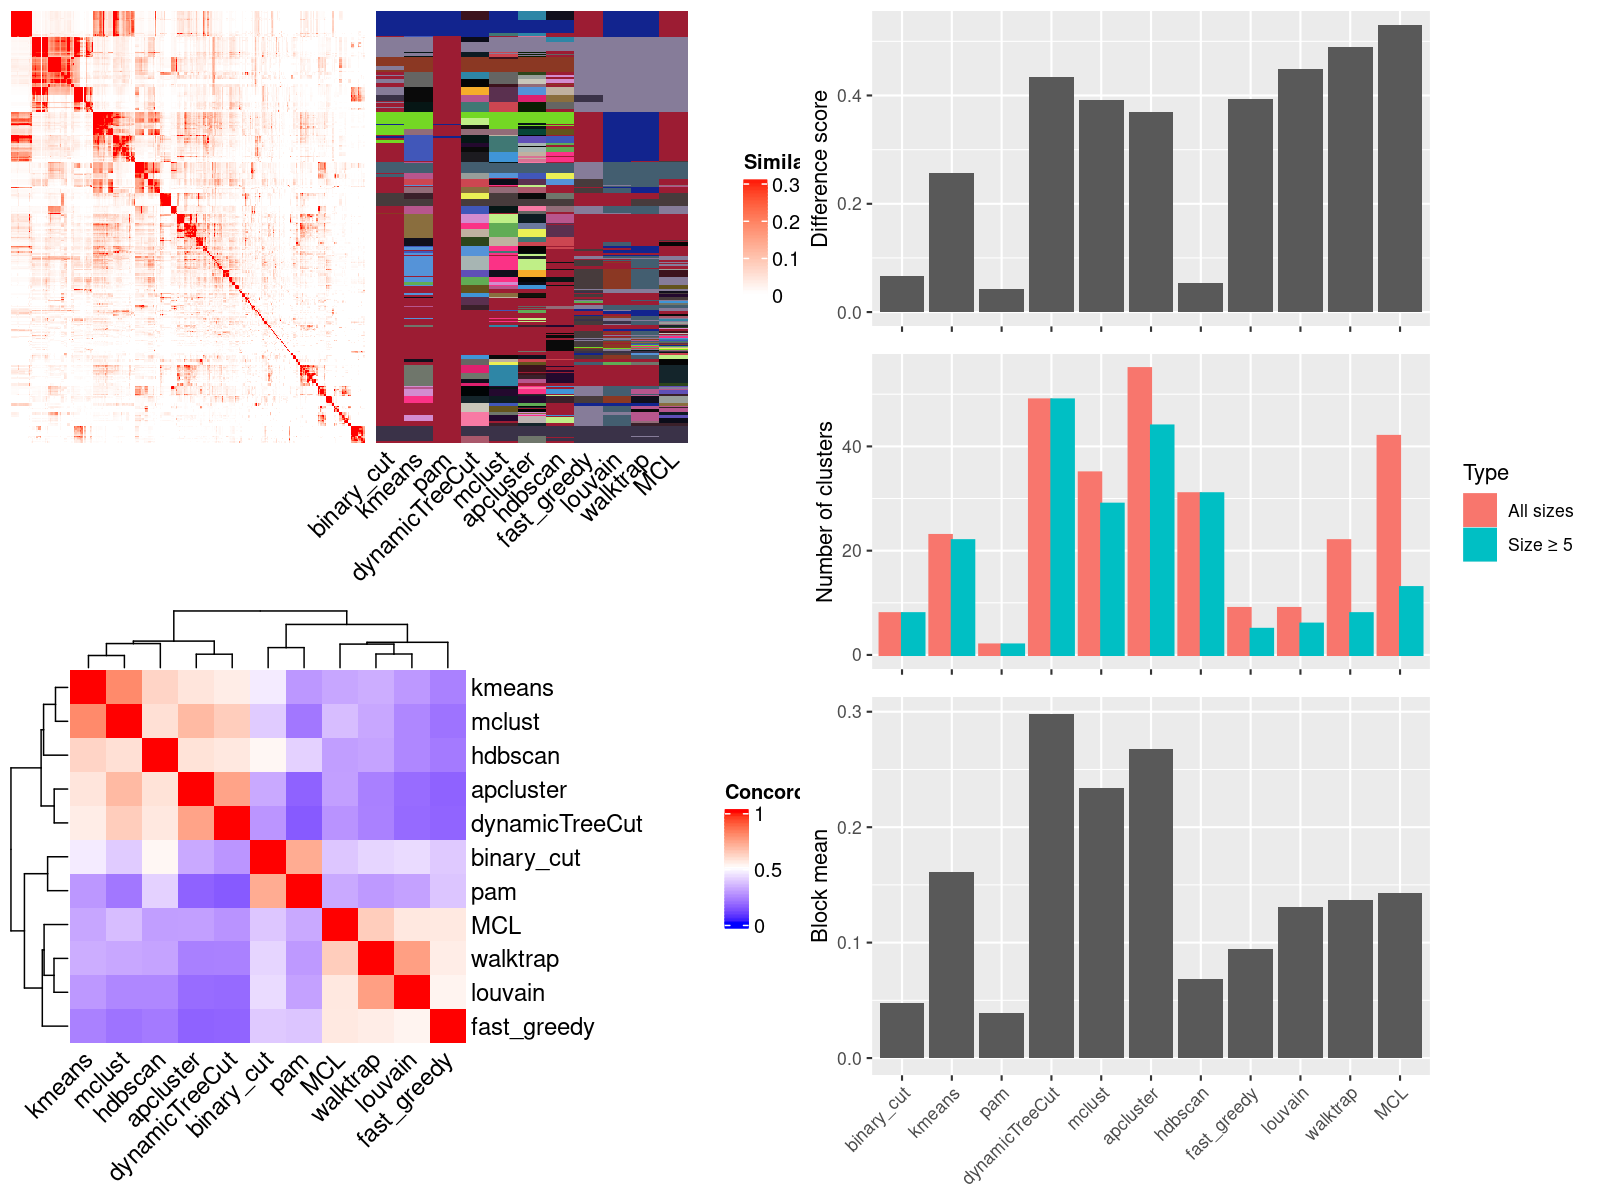 Simila
0.3
0.2
0.1
0
binary_cut
kmeans
pam
dynamicTreeCut
mclust
apcluster
hdbscan
fast_greedy
louvain
walktrap
MCL
kmeans
mclust
hdbscan
apcluster
dynamicTreeCut
binary_cut
pam
MCL
walktrap
louvain
fast_greedy
kmeans
mclust
hdbscan
apcluster
dynamicTreeCut
binary_cut
pam
MCL
walktrap
louvain
fast_greedy
Concord
1
0.5
0
Difference score
0.4
0.2
0.0
Number of clusters
40
20
0
Type
All sizes
Size ≥ 5
Block mean
0.3
0.2
0.1
0.0
binary_cut
kmeans
pam
dynamicTreeCut
mclust
apcluster
hdbscan
fast_greedy
louvain
walktrap
MCL